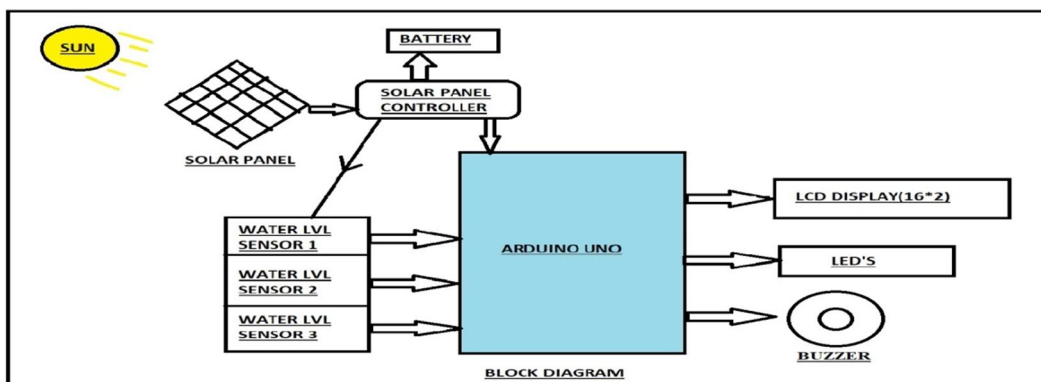 SUN
BATTERY
SOLAR PANEL
CONTROLLER
SOLAR PANEL
WATER LVL
SENSOR 1
WATER LVL
SENSOR 2
WATER LVL
SENSOR 3
ARDUINO UNO
LCD DISPLAY(16*2)
LED'S
BUZZER
BLOCK DIAGRAM